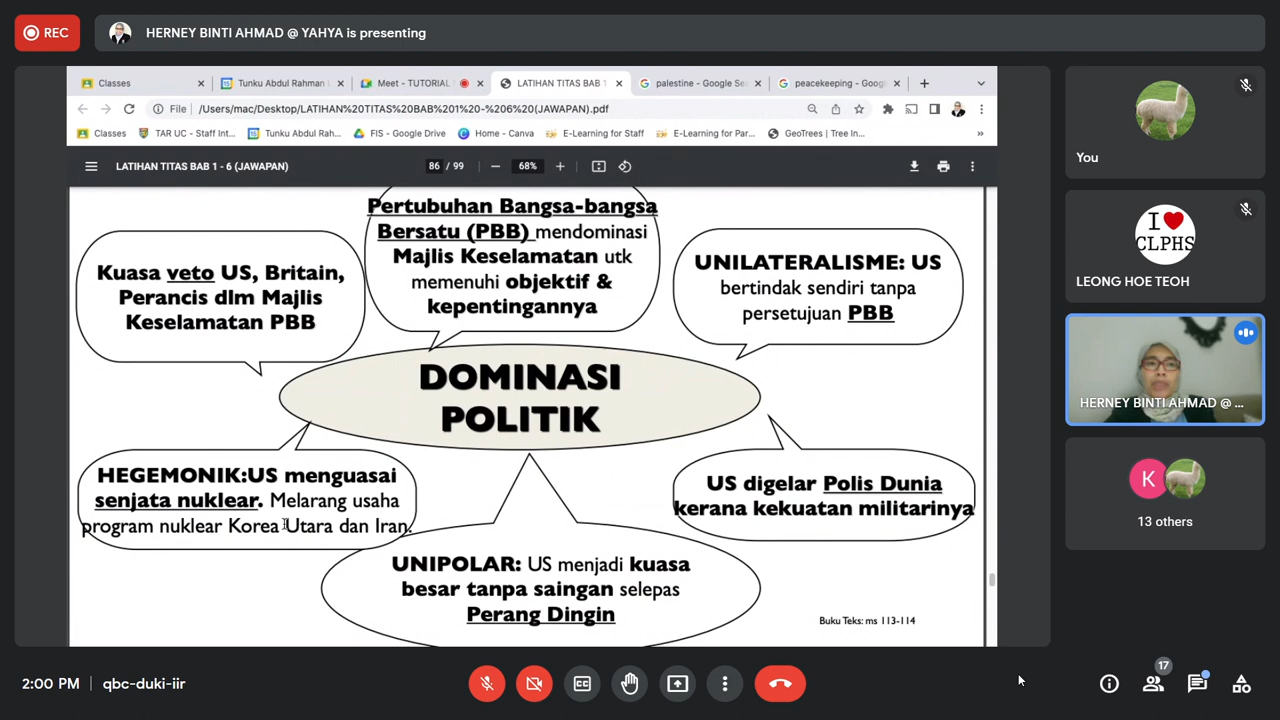 REC
HERNEY BINTI AHMAD @ YAHYA is presenting
Classes
Tunku Abdul Rahman
Meet - TUTORIAL
LATIHAN TITAS BAB 1
palestine - Google Se
peacekeeping - Goog
File
/Users/mac/Desktop/LATIHAN%20TITAS%20BAB%201%20-%206%20(JAWAPAN).pdf
Classes
TAR UC - Staff Int...
Tunku Abdul Rah...
FIS - Google Drive
Home - Canva
E-Learning for Staff
E-Learning for Par...
GeoTrees | Tree In...
LATIHAN TITAS BAB 1 - 6 (JAWAPAN)
86 / 99
68%
Pertubuhan Bangsa-bangsa
Bersatu (PBB) mendominasi
Majlis Keselamatan utk
memenuhi objektif &
kepentingannya
Kuasa veto US, Britain,
Perancis dlm Majlis
Keselamatan PBB
UNILATERALISME: US
bertindak sendiri tanpa
persetujuan PBB
DOMINASI
POLITIK
HEGEMONIK:US menguasai
senjata nuklear. Melarang usaha
program nuklear Korea Utara dan Iran.
US digelar Polis Dunia
kerana kekuatan militarinya
UNIPOLAR: US menjadi kuasa
besar tanpa saingan selepas
Perang Dingin
Buku Teks: ms 113-114
You
I ❤ CLPHS
LEONG HOE TEOH
HERNEY BINTI AHMAD @ ...
K
13 others
2:00 PM | qbc-duki-iir
CC
17